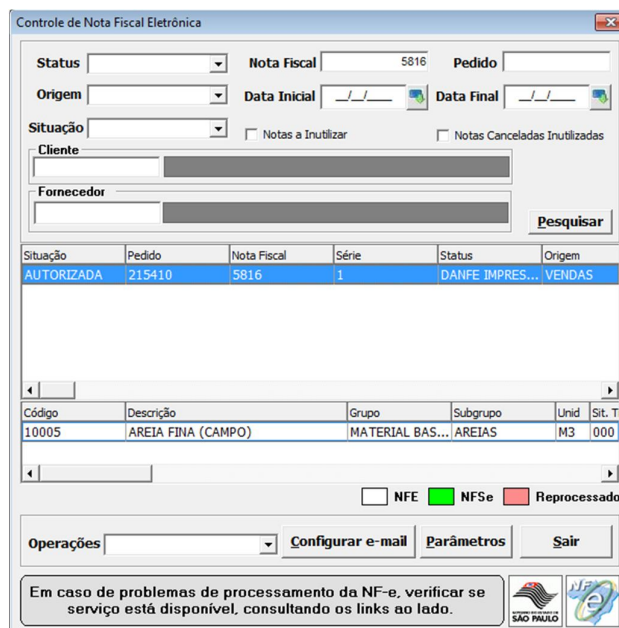 Controle de Nota Fiscal Eletrônica
Status Nota Fiscal 5816 Pedido
Origem Data Inicial __/__/____ Data Final __/__/____
Situação Notas a Inutilizar Notas Canceladas Inutilizadas
Cliente
Fornecedor
Pesquisar
Situação Pedido Nota Fiscal Série Status Origem
AUTORIZADA 215410 5816 1 DANFE IMPRES... VENDAS
Código Descrição Grupo Subgrupo Unid Sit. T
10005 AREIA FINA (CAMPO) MATERIAL BAS... AREIAS M3 000
NFE NFSe Reprocessado
Operações Configurar e-mail Parâmetros Sair
Em caso de problemas de processamento da NF-e, verificar se
serviço está disponível, consultando os links ao lado.
SÃO PAULO
NF e